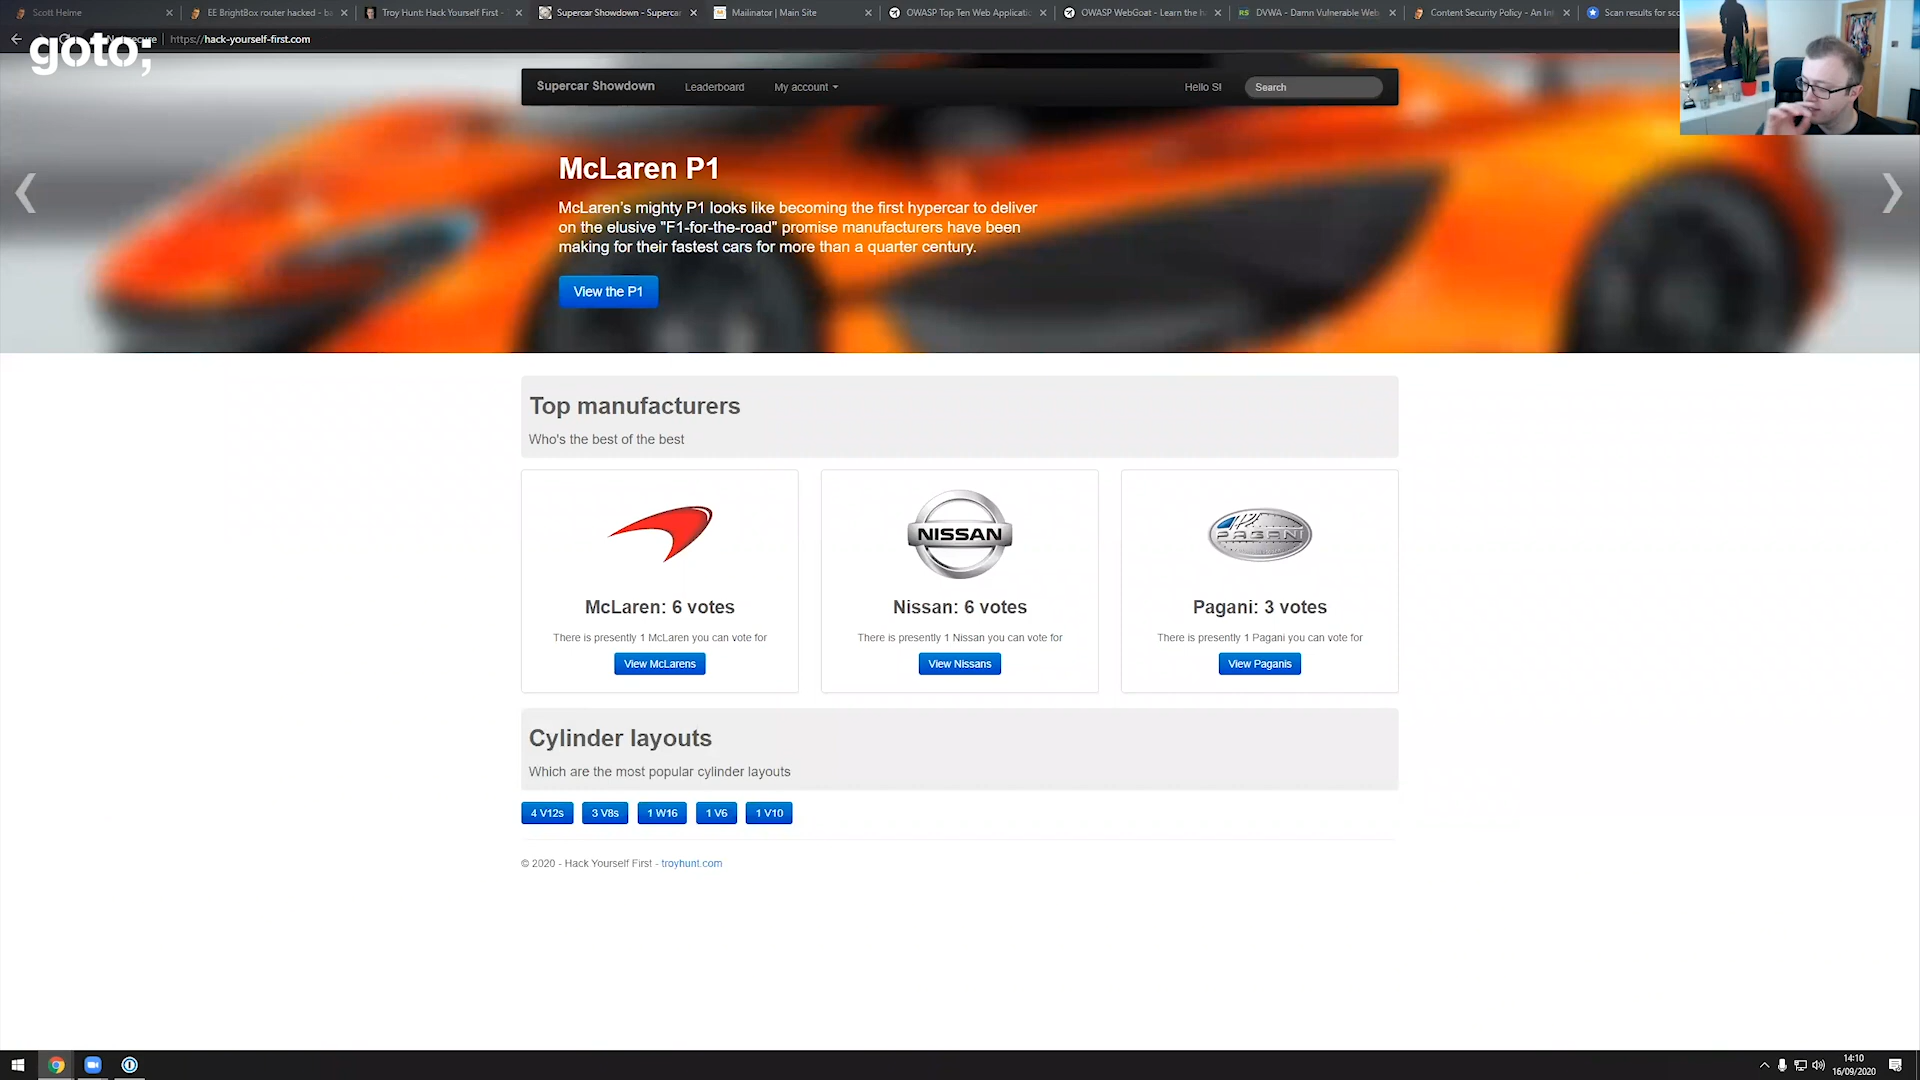 Scott Helme
EE BrightBox router hacked - ba
Troy Hunt: Hack Yourself First -
Supercar Showdown - Supercar
Mailinator | Main Site
OWASP Top Ten Web Applicati
OWASP WebGoat - Learn the h
RS
DVWA - Damn Vulnerable Web
Content Security Policy - An In
Scan results for sco
https://hack-yourself-first.com
goto;
Supercar Showdown
Leaderboard
My account
Hello S!
Search
McLaren P1
McLaren's mighty P1 looks like becoming the first hypercar to deliver
on the elusive "F1-for-the-road" promise manufacturers have been
making for their fastest cars for more than a quarter century.
View the P1
Top manufacturers
Who's the best of the best
NISSAN
PAGANI
McLaren: 6 votes
Nissan: 6 votes
Pagani: 3 votes
There is presently 1 McLaren you can vote for
There is presently 1 Nissan you can vote for
There is presently 1 Pagani you can vote for
View McLarens
View Nissans
View Paganis
Cylinder layouts
Which are the most popular cylinder layouts
4 V12s
3 V8s
1 W16
1 V6
1 V10
© 2020 - Hack Yourself First - troyhunt.com
14:10
16/09/2020